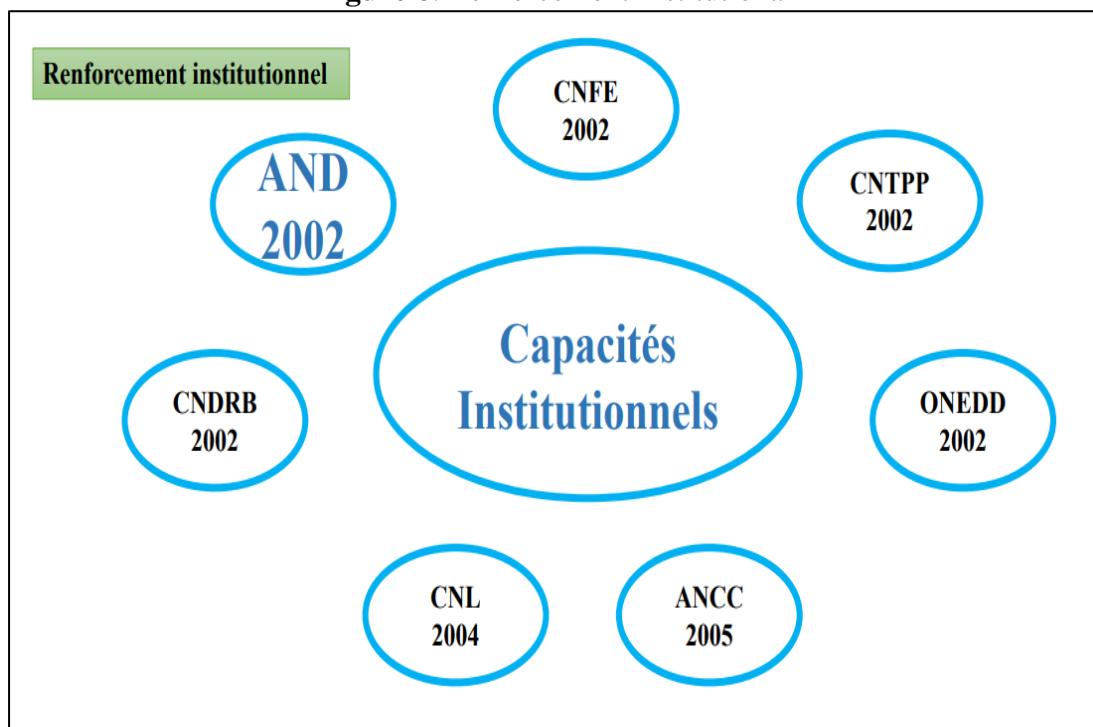 Renforcement institutionnel
CNFE
2002
AND
2002
CNTPP
2002
Capacités
Institutionnels
CNDRB
2002
ONEDD
2002
CNL
2004
ANCC
2005